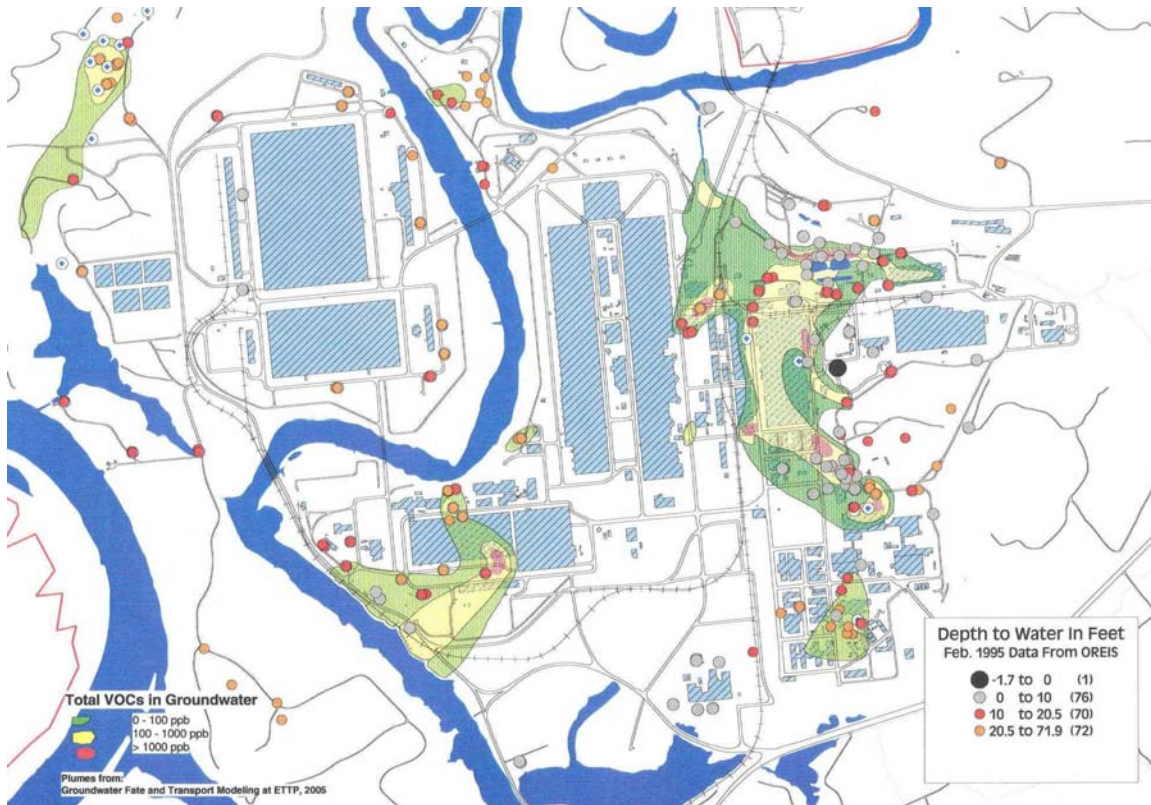 Depth to Water In Feet
Feb. 1995 Data From OREIS
-1.7 to 0 (1)
0 to 10 (76)
10 to 20.5 (70)
20.5 to 71.9 (72)
Total VOCs in Groundwater
0 - 100 ppb
100 - 1000 ppb
> 1000 ppb
Plumes from:
Groundwater Fate and Transport Modeling at ETTP, 2005